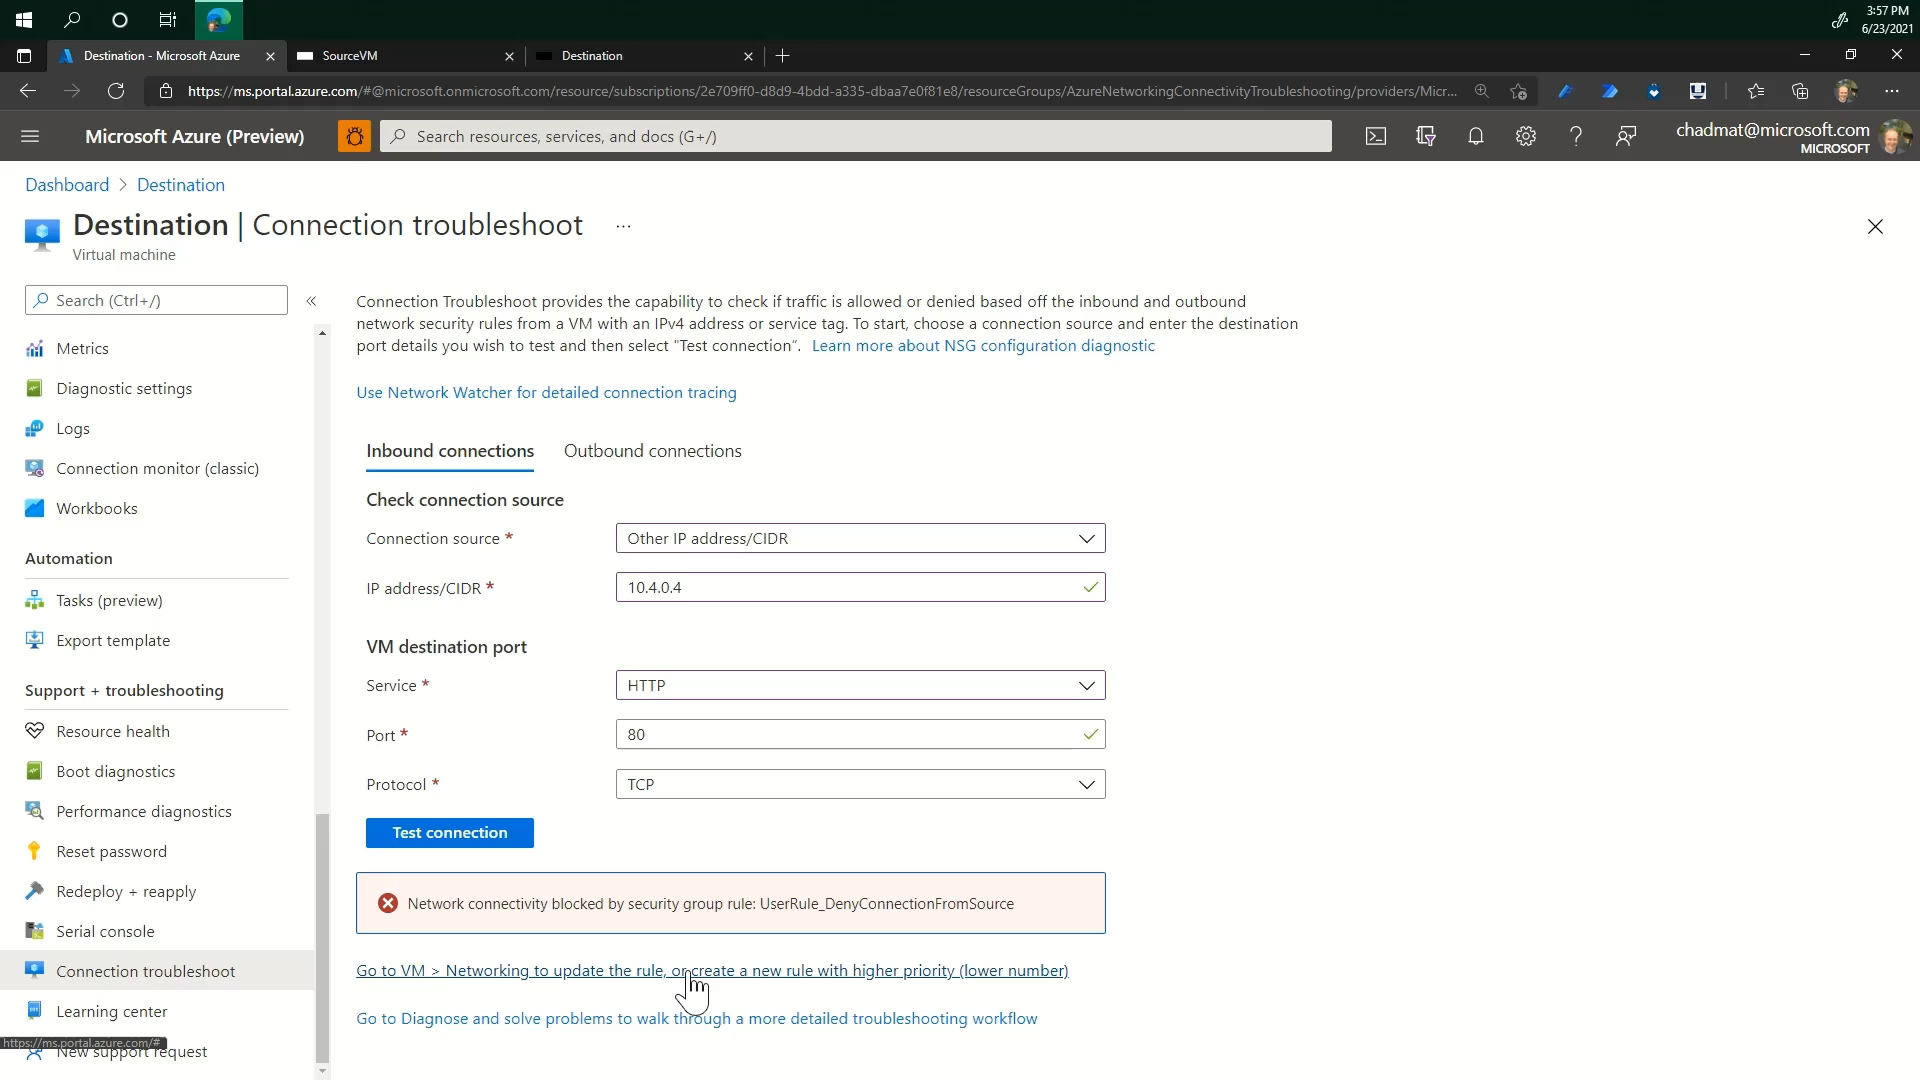 3:57 PM
6/23/2021
Destination - Microsoft Azure
SourceVM
Destination
https://ms.portal.azure.com/#@microsoft.onmicrosoft.com/resource/subscriptions/2e709ff0-d8d9-4bdd-a335-dbaa7e0f81e8/resourceGroups/AzureNetworkingConnectivityTroubleshooting/providers/Micr...
Microsoft Azure (Preview)
Search resources, services, and docs (G+/)
chadmat@microsoft.com
MICROSOFT
Dashboard > Destination
Destination | Connection troubleshoot ...
Virtual machine
Search (Ctrl+/)
«
Metrics
Diagnostic settings
Logs
Connection monitor (classic)
Workbooks
Automation
Tasks (preview)
Export template
Support + troubleshooting
Resource health
Boot diagnostics
Performance diagnostics
Reset password
Redeploy + reapply
Serial console
Connection troubleshoot
Learning center
New support request
https://ms.portal.azure.com/#
Connection Troubleshoot provides the capability to check if traffic is allowed or denied based off the inbound and outbound
network security rules from a VM with an IPv4 address or service tag. To start, choose a connection source and enter the destination
port details you wish to test and then select "Test connection". Learn more about NSG configuration diagnostic
Use Network Watcher for detailed connection tracing
Inbound connections
Outbound connections
Check connection source
Connection source *
Other IP address/CIDR
IP address/CIDR *
10.4.0.4
VM destination port
Service *
HTTP
Port *
80
Protocol *
TCP
Test connection
Network connectivity blocked by security group rule: UserRule_DenyConnectionFromSource
Go to VM > Networking to update the rule, or create a new rule with higher priority (lower number)
Go to Diagnose and solve problems to walk through a more detailed troubleshooting workflow